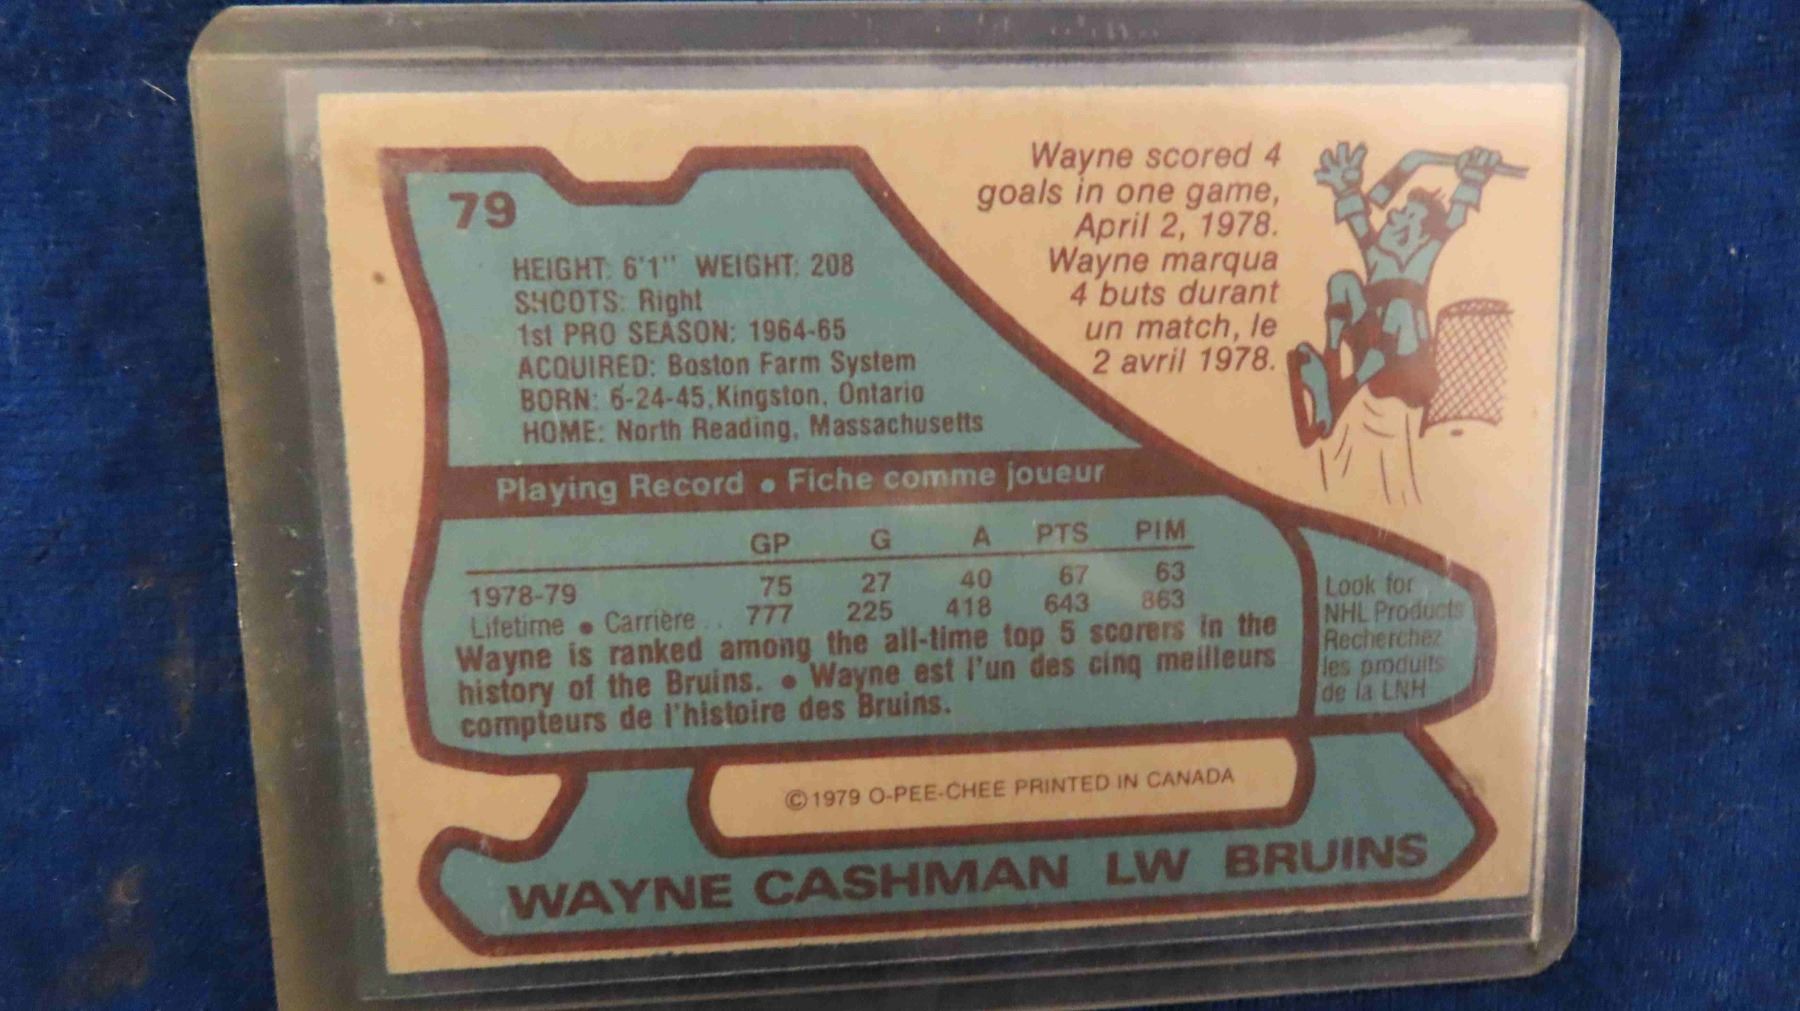 79
HEIGHT: 6'1" WEIGHT: 208
SHOOTS: Right
1st PRO SEASON: 1964-65
ACQUIRED: Boston Farm System
BORN: 6-24-45, Kingston, Ontario
HOME: North Reading, Massachusetts
Wayne scored 4
goals in one game,
April 2, 1978.
Wayne marqua
4 buts durant
un match, le
2 avril 1978.
Playing Record • Fiche comme joueur
GP G A PTS PIM
1978-79 75 27 40 67 63
Lifetime • Carrière .. 777 225 418 643 863
Wayne is ranked among the all-time top 5 scorers in the
history of the Bruins. • Wayne est l'un des cinq meilleurs
compteurs de l'histoire des Bruins.
Look for
NHL Products
Recherchez
les produits
de la LNH
© 1979 O-PEE-CHEE PRINTED IN CANADA
WAYNE CASHMAN LW BRUINS